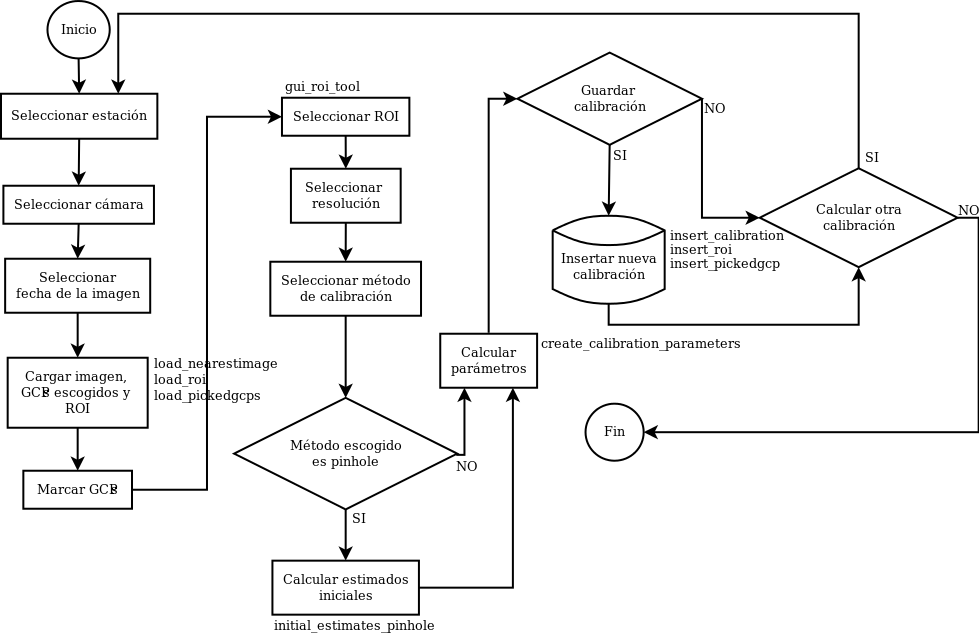 Inicio
Seleccionar estación
Seleccionar cámara
Seleccionar
fecha de la imagen
Cargar imagen,
GCPs escogidos y
ROI
load_nearestimage
load_roi
load_pickedgcps
Marcar GCPs
gui_roi_tool
Seleccionar ROI
Seleccionar
resolución
Seleccionar método
de calibración
Método escogido
es pinhole
NO
SI
Calcular estimados
iniciales
initial_estimates_pinhole
Calcular
parámetros
create_calibration_parameters
Guardar
calibración
NO
SI
Insertar nueva
calibración
insert_calibration
insert_roi
insert_pickedgcp
Calcular otra
calibración
SI
NO
Fin